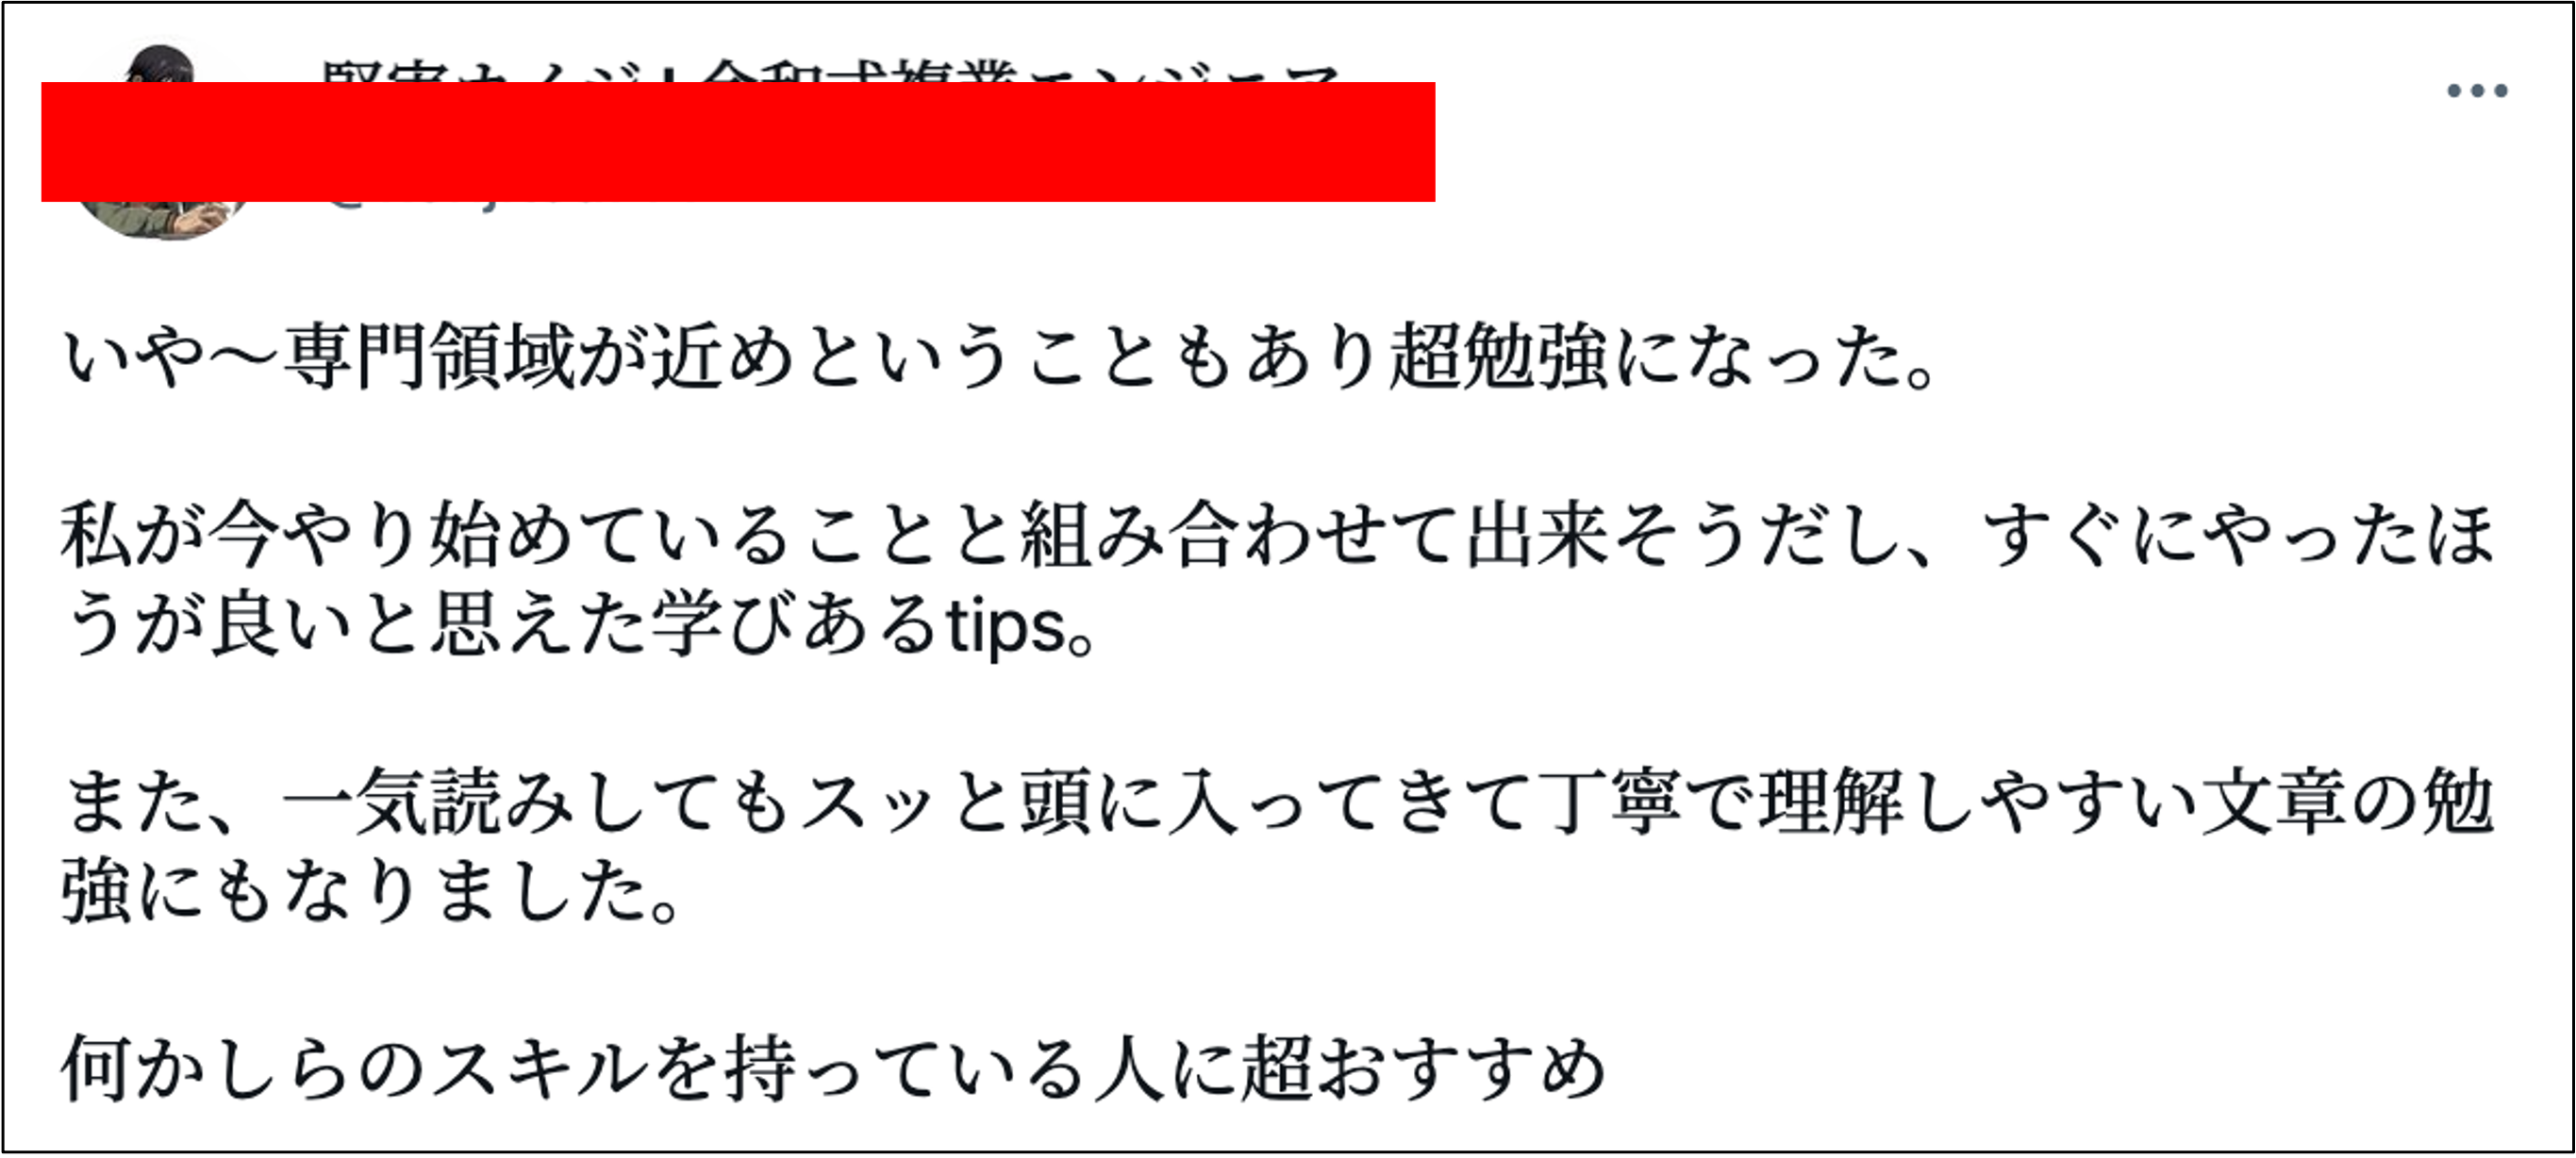 いや〜専門領域が近めということもあり超勉強になった。
私が今やり始めていることと組み合わせて出来そうだし、すぐにやったほ
うが良いと思えた学びあるtips。
また、一気読みしてもスッと頭に入ってきて丁寧で理解しやすい文章の勉
強にもなりました。
何かしらのスキルを持っている人に超おすすめ